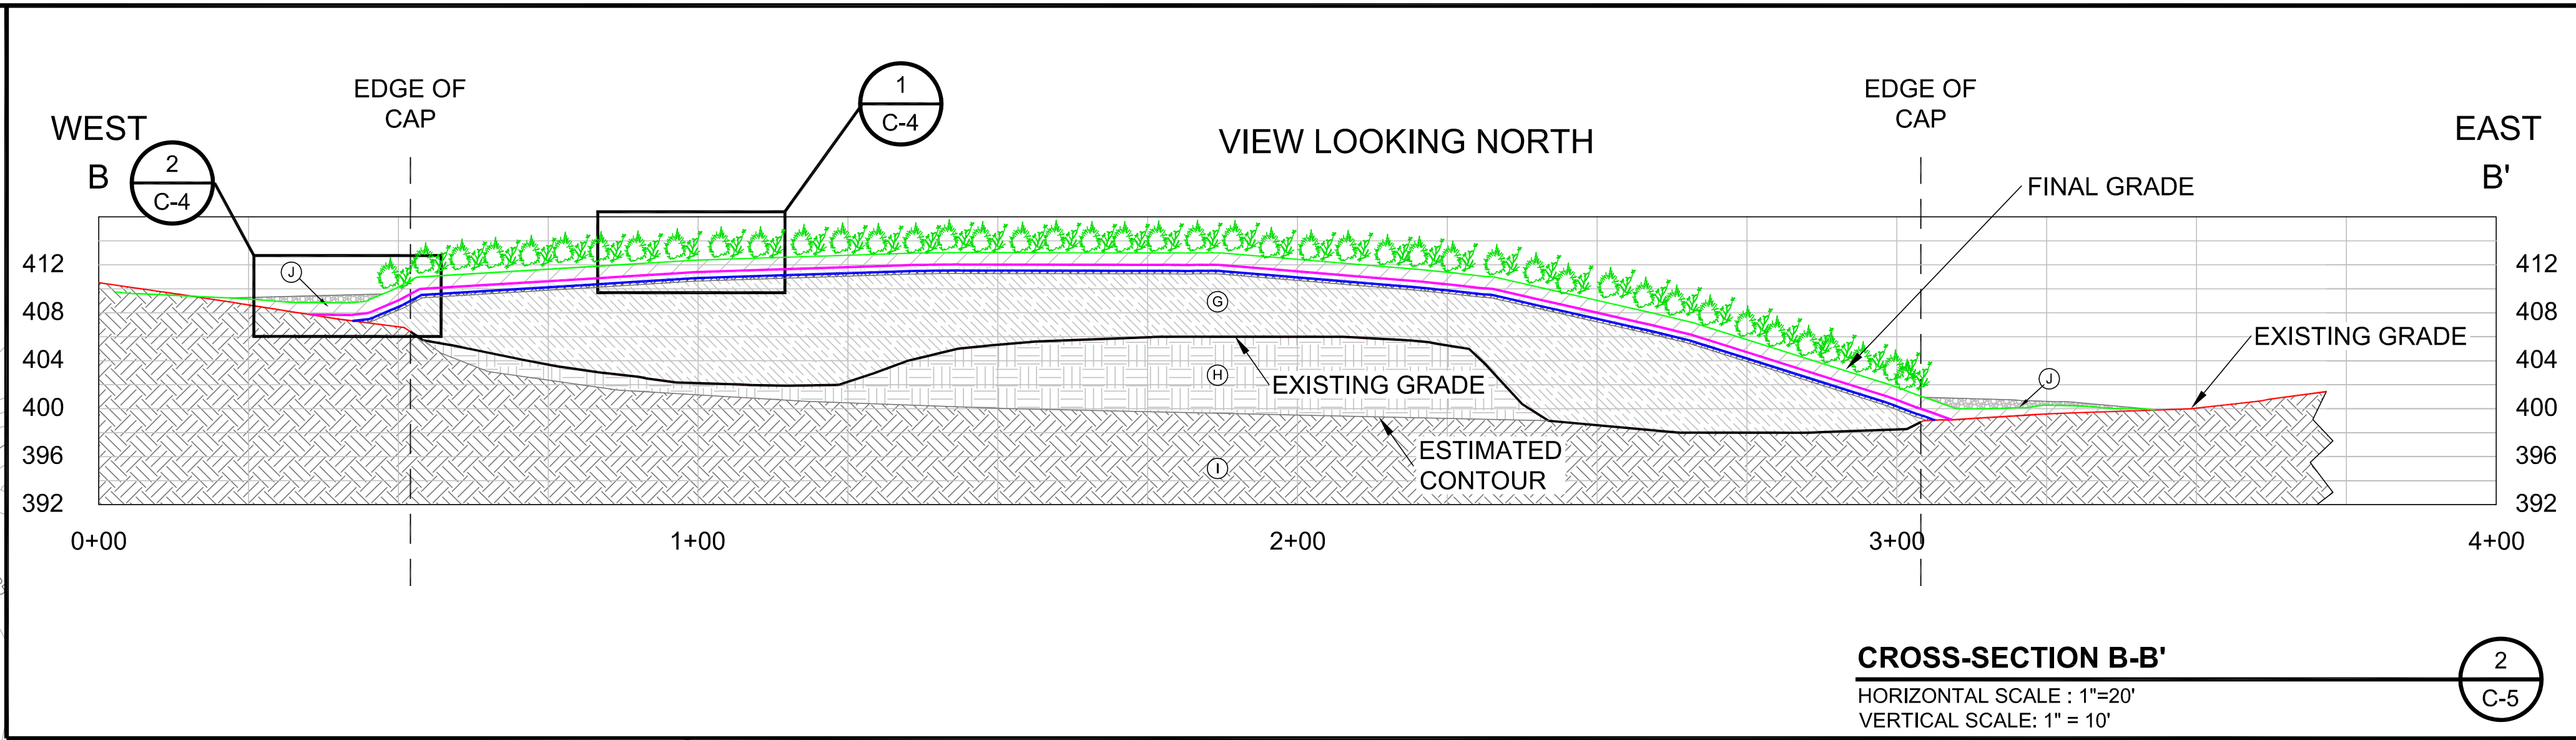 EDGE OF
CAP
EDGE OF
CAP
1
C-4
WEST
B
2
C-4
VIEW LOOKING NORTH
EAST
B'
FINAL GRADE
J
412
408
404
400
396
392
G
H
I
EXISTING GRADE
ESTIMATED
CONTOUR
J
EXISTING GRADE
412
408
404
400
396
392
0+00
1+00
2+00
3+00
4+00
CROSS-SECTION B-B'
HORIZONTAL SCALE : 1"=20'
VERTICAL SCALE: 1" = 10'
2
C-5